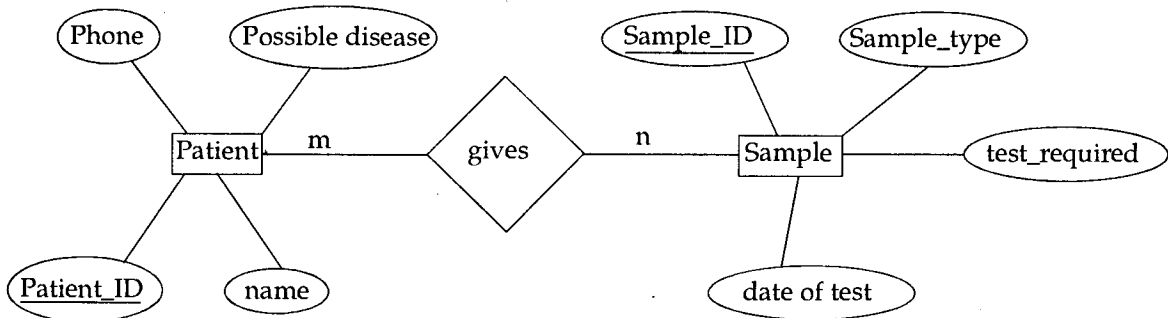 Phone
Possible disease
Sample_ID
Sample_type
Patient
m
gives
n
Sample
test_required
Patient_ID
name
date of test